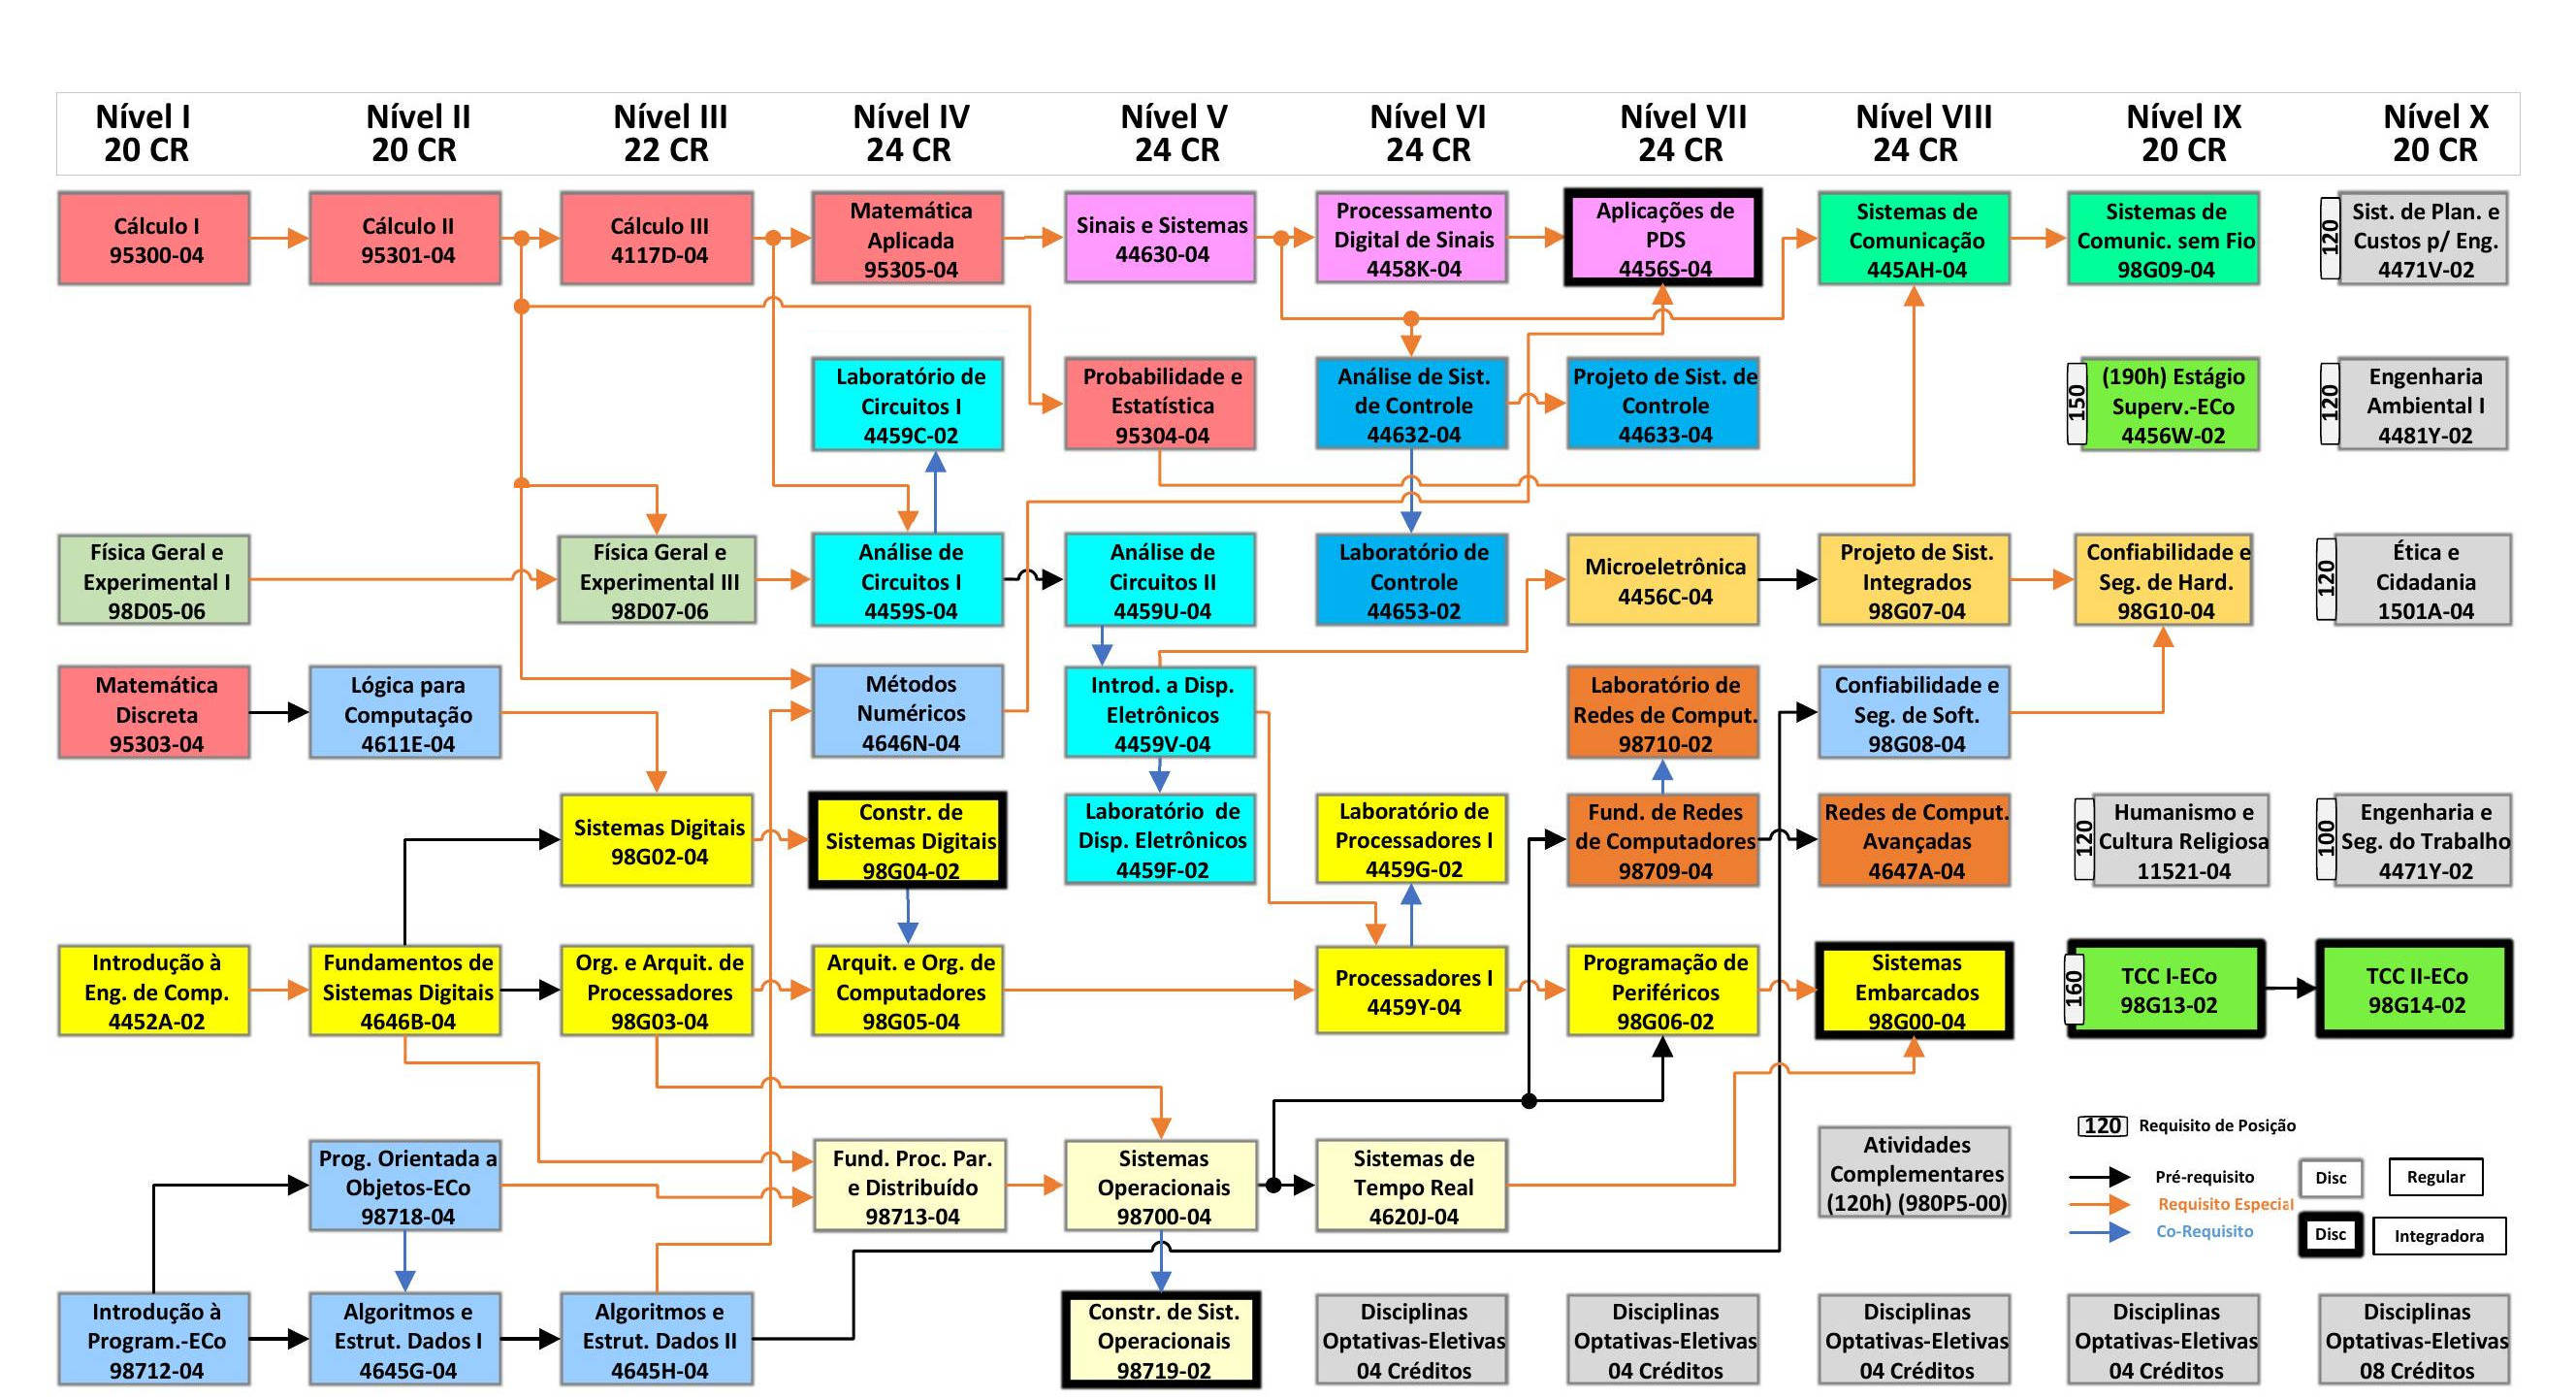 Nível I
20 CR
Nível II
20 CR
Nível III
22 CR
Nível IV
24 CR
Nível V
24 CR
Nível VI
24 CR
Nível VII
24 CR
Nível VIII
24 CR
Nível IX
20 CR
Nível X
20 CR
Cálculo I
95300-04
Cálculo II
95301-04
Cálculo III
4117D-04
Matemática
Aplicada
95305-04
Sinais e Sistemas
44630-04
Processamento
Digital de Sinais
4458K-04
Aplicações de
PDS
4456S-04
Sistemas de
Comunicação
445AH-04
Sistemas de
Comunic. sem Fio
98G09-04
120
Sist. de Plan. e
Custos p/ Eng.
4471V-02
Laboratório de
Circuitos I
4459C-02
Probabilidade e
Estatística
95304-04
Análise de Sist.
de Controle
44632-04
Projeto de Sist. de
Controle
44633-04
150
(190h) Estágio
Superv.-ECo
4456W-02
120
Engenharia
Ambiental I
4481Y-02
Física Geral e
Experimental I
98D05-06
Física Geral e
Experimental III
98D07-06
Análise de
Circuitos I
4459S-04
Análise de
Circuitos II
4459U-04
Laboratório de
Controle
44653-02
Microeletrônica
4456C-04
Projeto de Sist.
Integrados
98G07-04
Confiabilidade e
Seg. de Hard.
98G10-04
120
Ética e
Cidadania
1501A-04
Matemática
Discreta
95303-04
Lógica para
Computação
4611E-04
Métodos
Numéricos
4646N-04
Introd. a Disp.
Eletrônicos
4459V-04
Laboratório de
Redes de Comput.
98710-02
Confiabilidade e
Seg. de Soft.
98G08-04
Sistemas Digitais
98G02-04
Constr. de
Sistemas Digitais
98G04-02
Laboratório de
Disp. Eletrônicos
4459F-02
Laboratório de
Processadores I
4459G-02
Fund. de Redes
de Computadores
98709-04
Redes de Comput.
Avançadas
4647A-04
120
Humanismo e
Cultura Religiosa
11521-04
100
Engenharia e
Seg. do Trabalho
4471Y-02
Introdução à
Eng. de Comp.
4452A-02
Fundamentos de
Sistemas Digitais
4646B-04
Org. e Arquit. de
Processadores
98G03-04
Arquit. e Org. de
Computadores
98G05-04
Processadores I
4459Y-04
Programação de
Periféricos
98G06-02
Sistemas
Embarcados
98G00-04
160
TCC I-ECo
98G13-02
TCC II-ECo
98G14-02
Prog. Orientada a
Objetos-ECo
98718-04
Fund. Proc. Par.
e Distribuído
98713-04
Sistemas
Operacionais
98700-04
Sistemas de
Tempo Real
4620J-04
Atividades
Complementares
(120h) (980P5-00)
120 Requisito de Posição
Pré-requisito
Requisito Especial
Co-Requisito
Disc
Regular
Disc
Integradora
Introdução à
Program.-ECo
98712-04
Algoritmos e
Estrut. Dados I
4645G-04
Algoritmos e
Estrut. Dados II
4645H-04
Constr. de Sist.
Operacionais
98719-02
Disciplinas
Optativas-Eletivas
04 Créditos
Disciplinas
Optativas-Eletivas
04 Créditos
Disciplinas
Optativas-Eletivas
04 Créditos
Disciplinas
Optativas-Eletivas
04 Créditos
Disciplinas
Optativas-Eletivas
08 Créditos